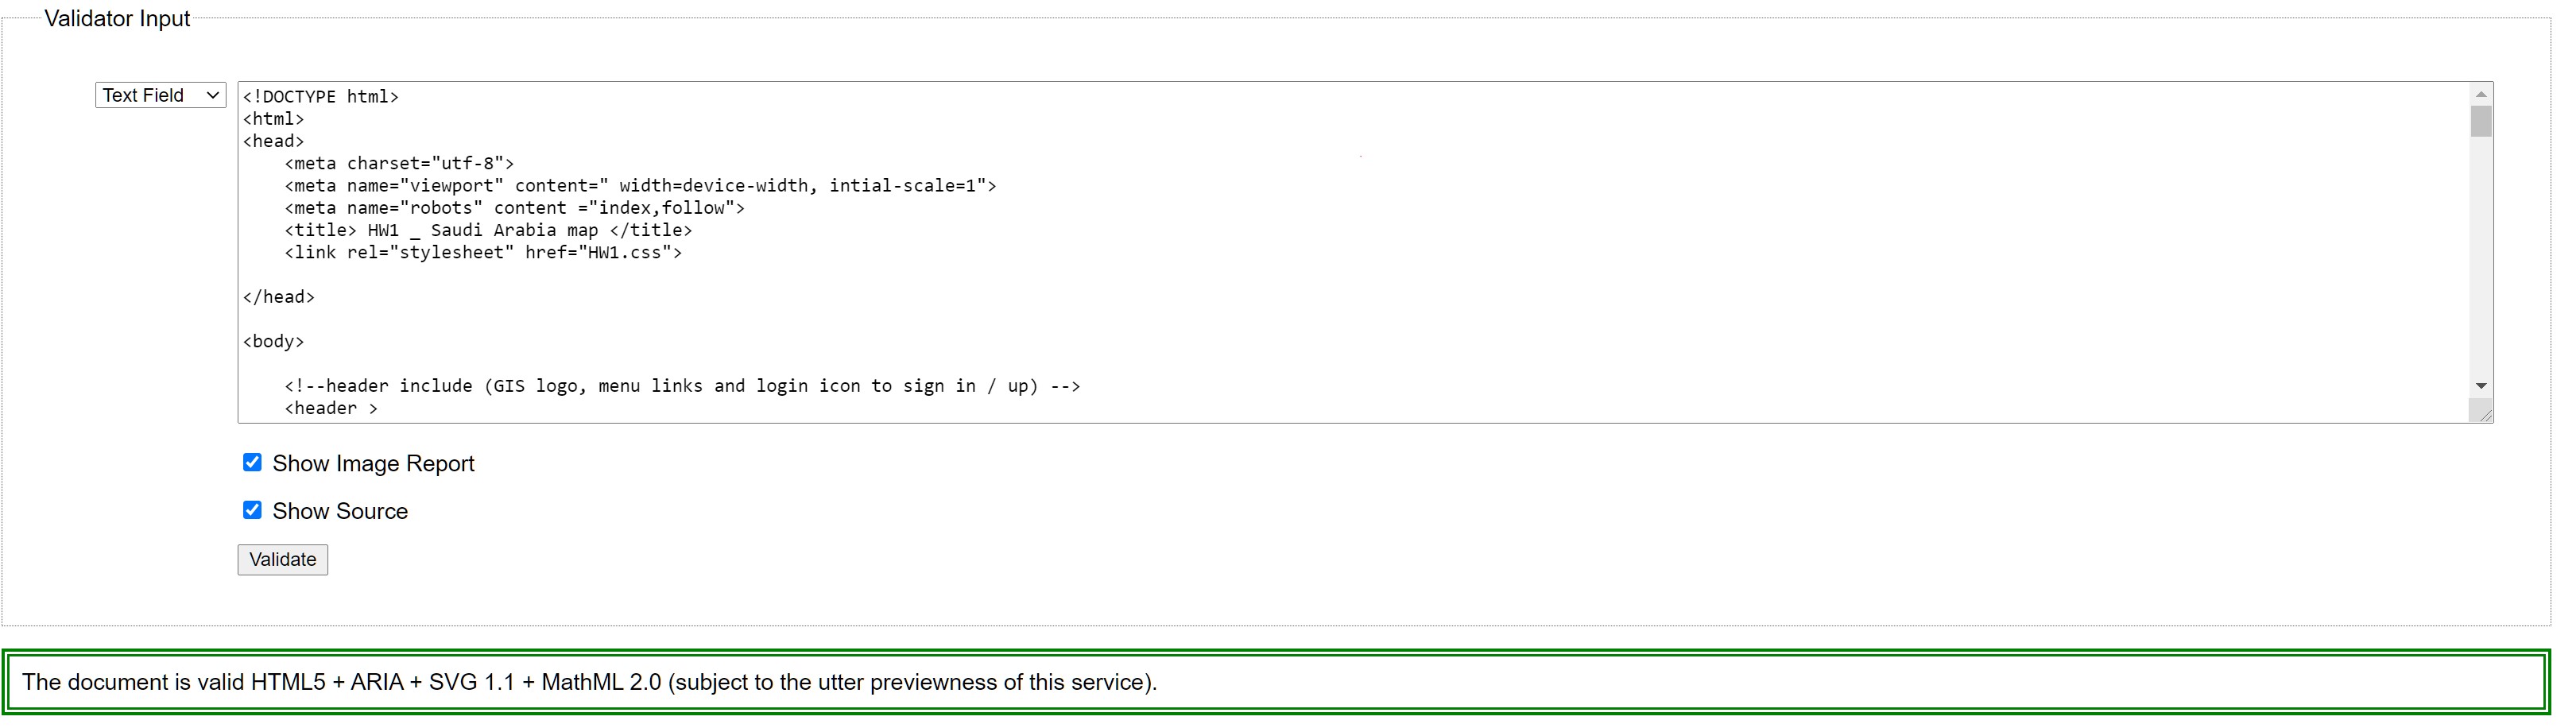 Validator Input
Text Field
<!DOCTYPE html>
<html>
<head>
    <meta charset="utf-8">
    <meta name="viewport" content=" width=device-width, intial-scale=1">
    <meta name="robots" content ="index,follow">
    <title> HW1 _ Saudi Arabia map </title>
    <link rel="stylesheet" href="HW1.css">
</head>
<body>
    <!--header include (GIS logo, menu links and login icon to sign in / up) -->
    <header >
Show Image Report
Show Source
Validate
The document is valid HTML5 + ARIA + SVG 1.1 + MathML 2.0 (subject to the utter previewness of this service).